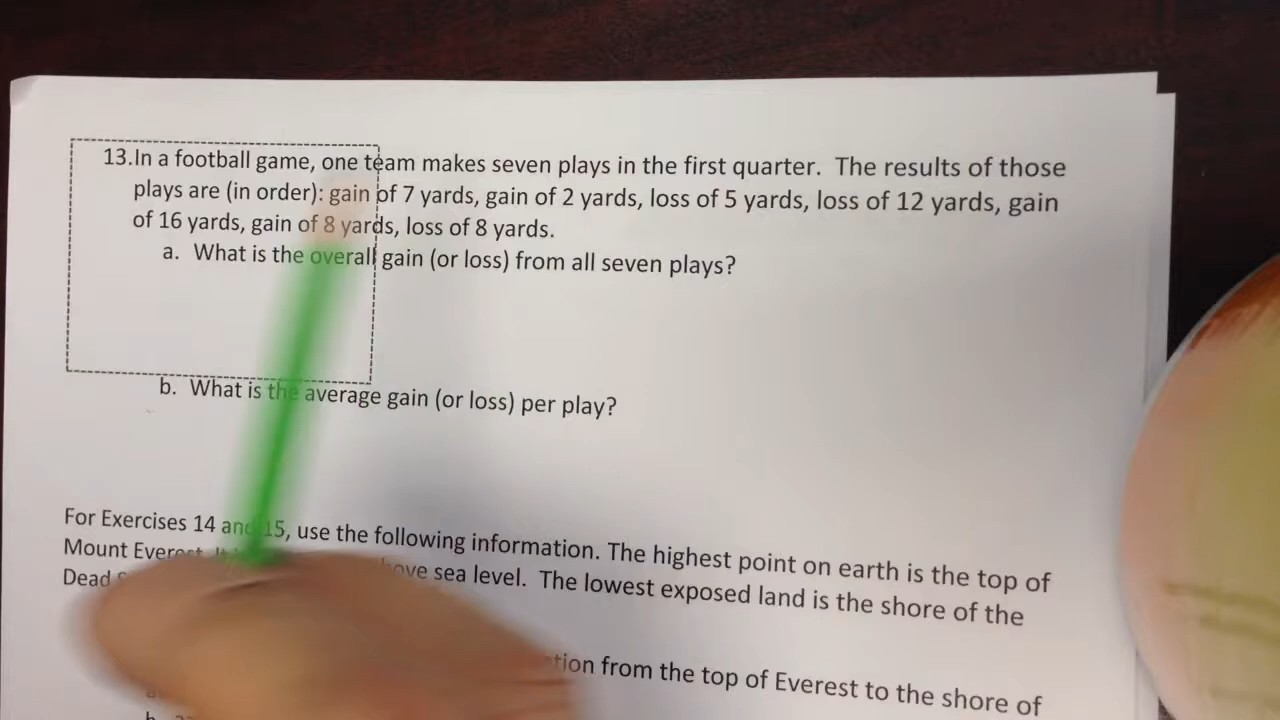 13.In a football game, one team makes seven plays in the first quarter. The results of those
plays are (in order): gain of 7 yards, gain of 2 yards, loss of 5 yards, loss of 12 yards, gain
of 16 yards, gain of 8 yards, loss of 8 yards.
a. What is the overall gain (or loss) from all seven plays?
b. What is the average gain (or loss) per play?
For Exercises 14 and 15, use the following information. The highest point on earth is the top of
Mount Everest. sea level. The lowest exposed land is the shore of the
Dead
from the top of Everest to the shore of